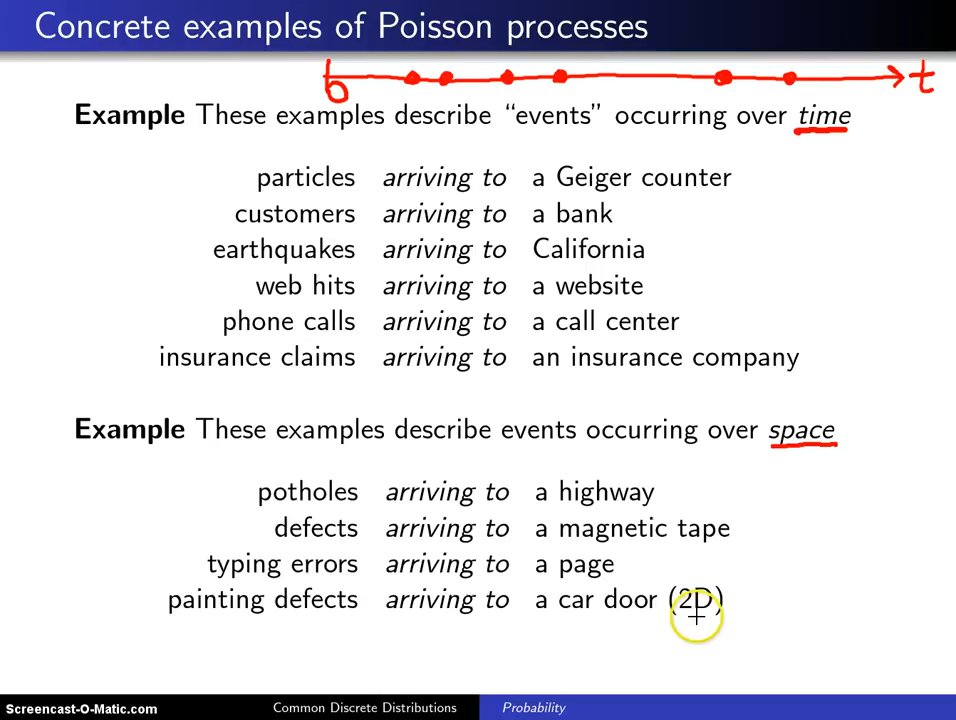 Concrete examples of Poisson processes
0 t
Example These examples describe “events” occurring over time
particles arriving to a Geiger counter
customers arriving to a bank
earthquakes arriving to California
web hits arriving to a website
phone calls arriving to a call center
insurance claims arriving to an insurance company
Example These examples describe events occurring over space
potholes arriving to a highway
defects arriving to a magnetic tape
typing errors arriving to a page
painting defects arriving to a car door (2D)
Screencast-O-Matic.com Common Discrete Distributions Probability